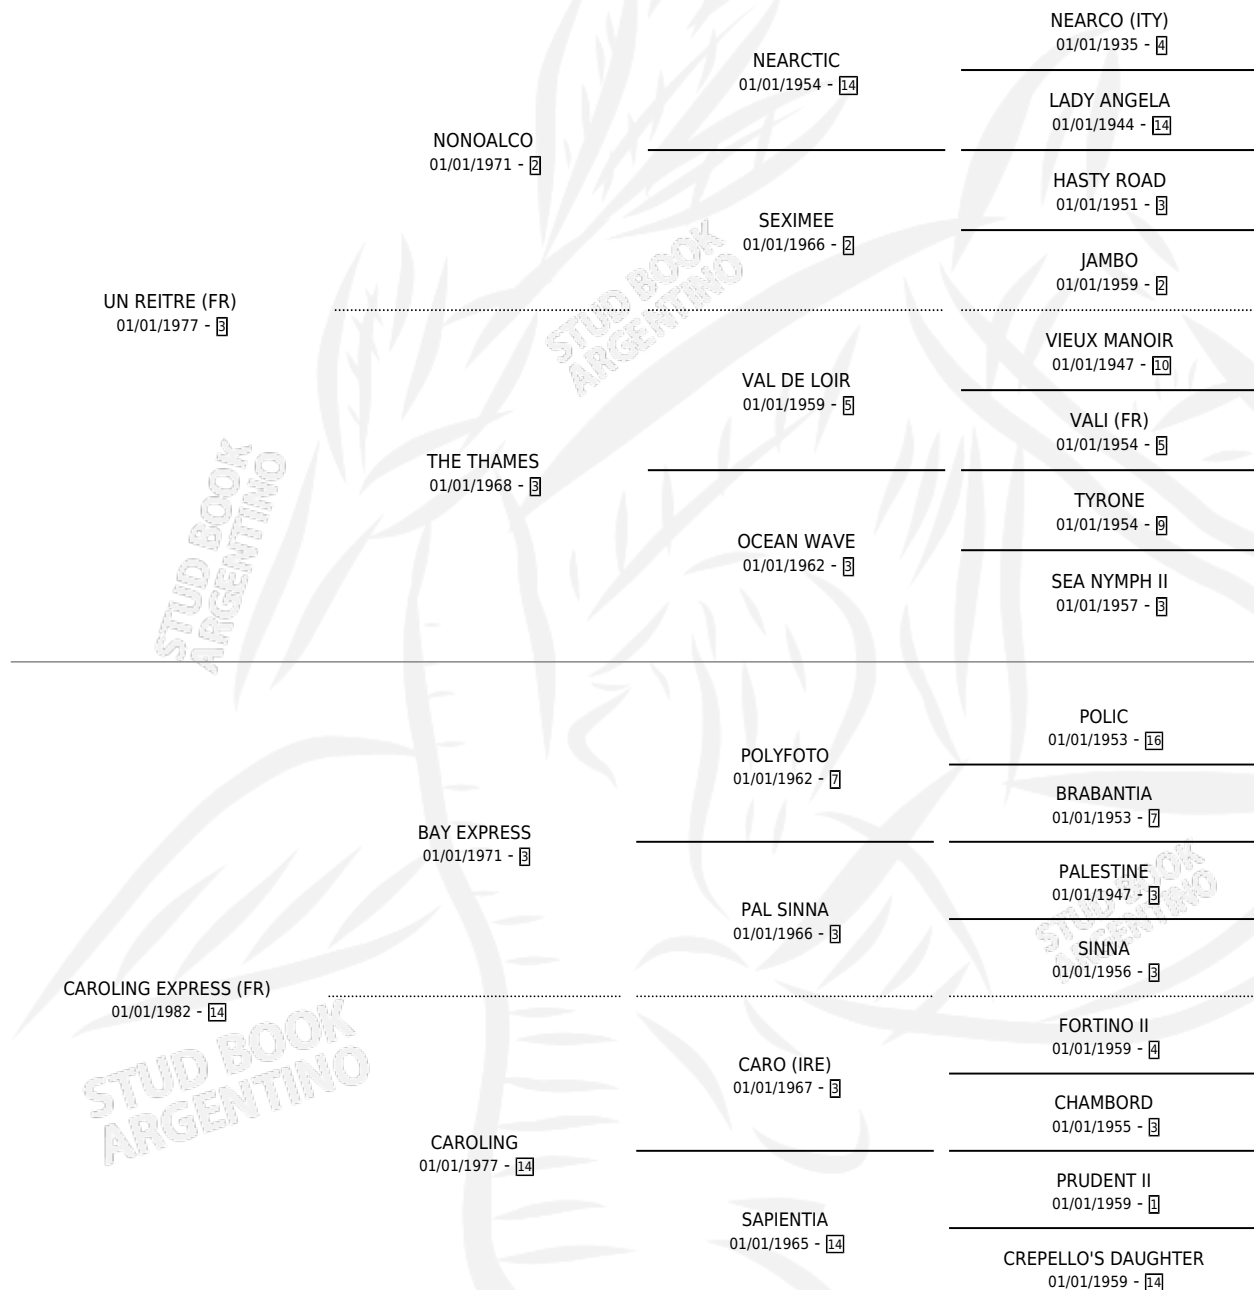 NEARCO (ITY)
01/01/1935 - 4
NEARCTIC
01/01/1954 - 14
LADY ANGELA
01/01/1944 - 14
NONOALCO
01/01/1971 - 2
HASTY ROAD
01/01/1951 - 3
SEXIMEE
01/01/1966 - 2
JAMBO
01/01/1959 - 2
UN REITRE (FR)
01/01/1977 - 3
STUD BOOK
ARGENTINO
VIEUX MANOIR
01/01/1947 - 10
VAL DE LOIR
01/01/1959 - 5
VALI (FR)
01/01/1954 - 5
THE THAMES
01/01/1968 - 3
STUD BOOK
ARGENTINO
TYRONE
01/01/1954 - 9
OCEAN WAVE
01/01/1962 - 3
SEA NYMPH II
01/01/1957 - 3
POLIC
01/01/1953 - 16
POLYFOTO
01/01/1962 - 7
BRABANTIA
01/01/1953 - 7
BAY EXPRESS
01/01/1971 - 3
PALESTINE
01/01/1947 - 3
STUD BOOK
ARGENTINO
PAL SINNA
01/01/1966 - 3
SINNA
01/01/1956 - 3
CAROLING EXPRESS (FR)
01/01/1982 - 14
STUD BOOK
ARGENTINO
FORTINO II
01/01/1959 - 4
CARO (IRE)
01/01/1967 - 3
CHAMBORD
01/01/1955 - 3
CAROLING
01/01/1977 - 14
PRUDENT II
01/01/1959 - 1
SAPIENTIA
01/01/1965 - 14
CREPELLO'S DAUGHTER
01/01/1959 - 14